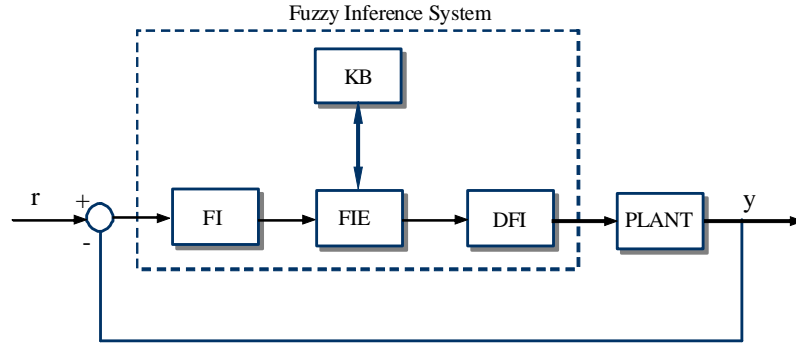 Fuzzy Inference System
KB
r
+
-
FI
FIE
DFI
PLANT
y